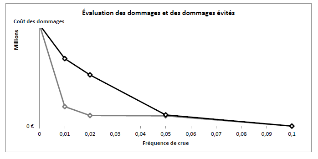 Évaluation des dommages et des dommages évités
Coût des dommages
Millions
0 €
0 0,01 0,02 0,03 0,04 0,05 0,06 0,07 0,08 0,09 0,1
Fréquence de crue